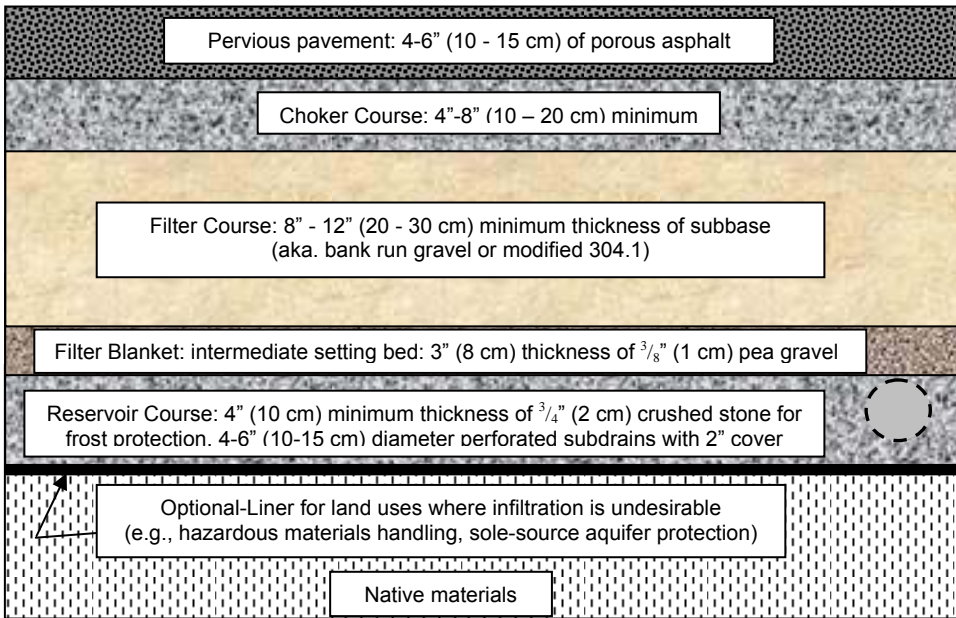 Pervious pavement: 4-6” (10 - 15 cm) of porous asphalt
Choker Course: 4”-8” (10 – 20 cm) minimum
Filter Course: 8” - 12” (20 - 30 cm) minimum thickness of subbase
(aka. bank run gravel or modified 304.1)
Filter Blanket: intermediate setting bed: 3” (8 cm) thickness of 3/8” (1 cm) pea gravel
Reservoir Course: 4” (10 cm) minimum thickness of 3/4” (2 cm) crushed stone for
frost protection. 4-6” (10-15 cm) diameter perforated subdrains with 2” cover
Optional-Liner for land uses where infiltration is undesirable
(e.g., hazardous materials handling, sole-source aquifer protection)
Native materials